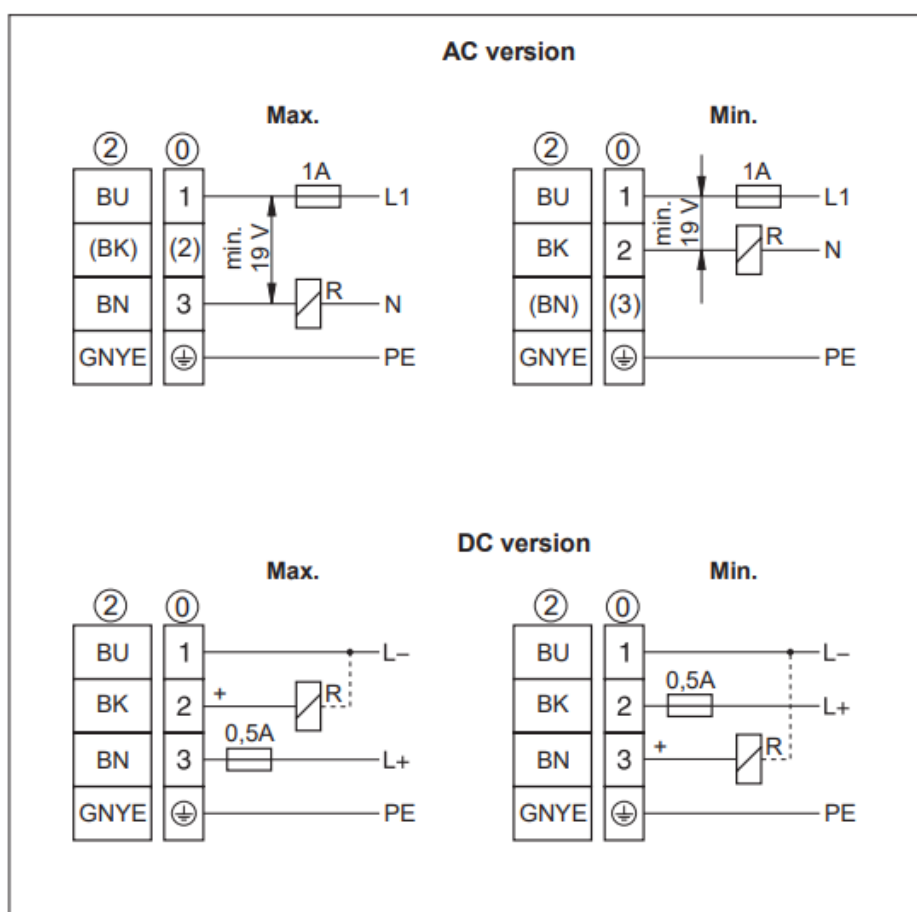 AC version
Max.
② ⓪
BU 1 1A L1
(BK) (2) min. 19 V
BN 3 R N
GNYE PE
Min.
② ⓪
BU 1 1A L1
BK 2 min. 19 V R N
(BN) (3)
GNYE PE
DC version
Max.
② ⓪
BU 1 L–
BK 2 + R
BN 3 0,5A L+
GNYE PE
Min.
② ⓪
BU 1 L–
BK 2 0,5A L+
BN 3 + R
GNYE PE